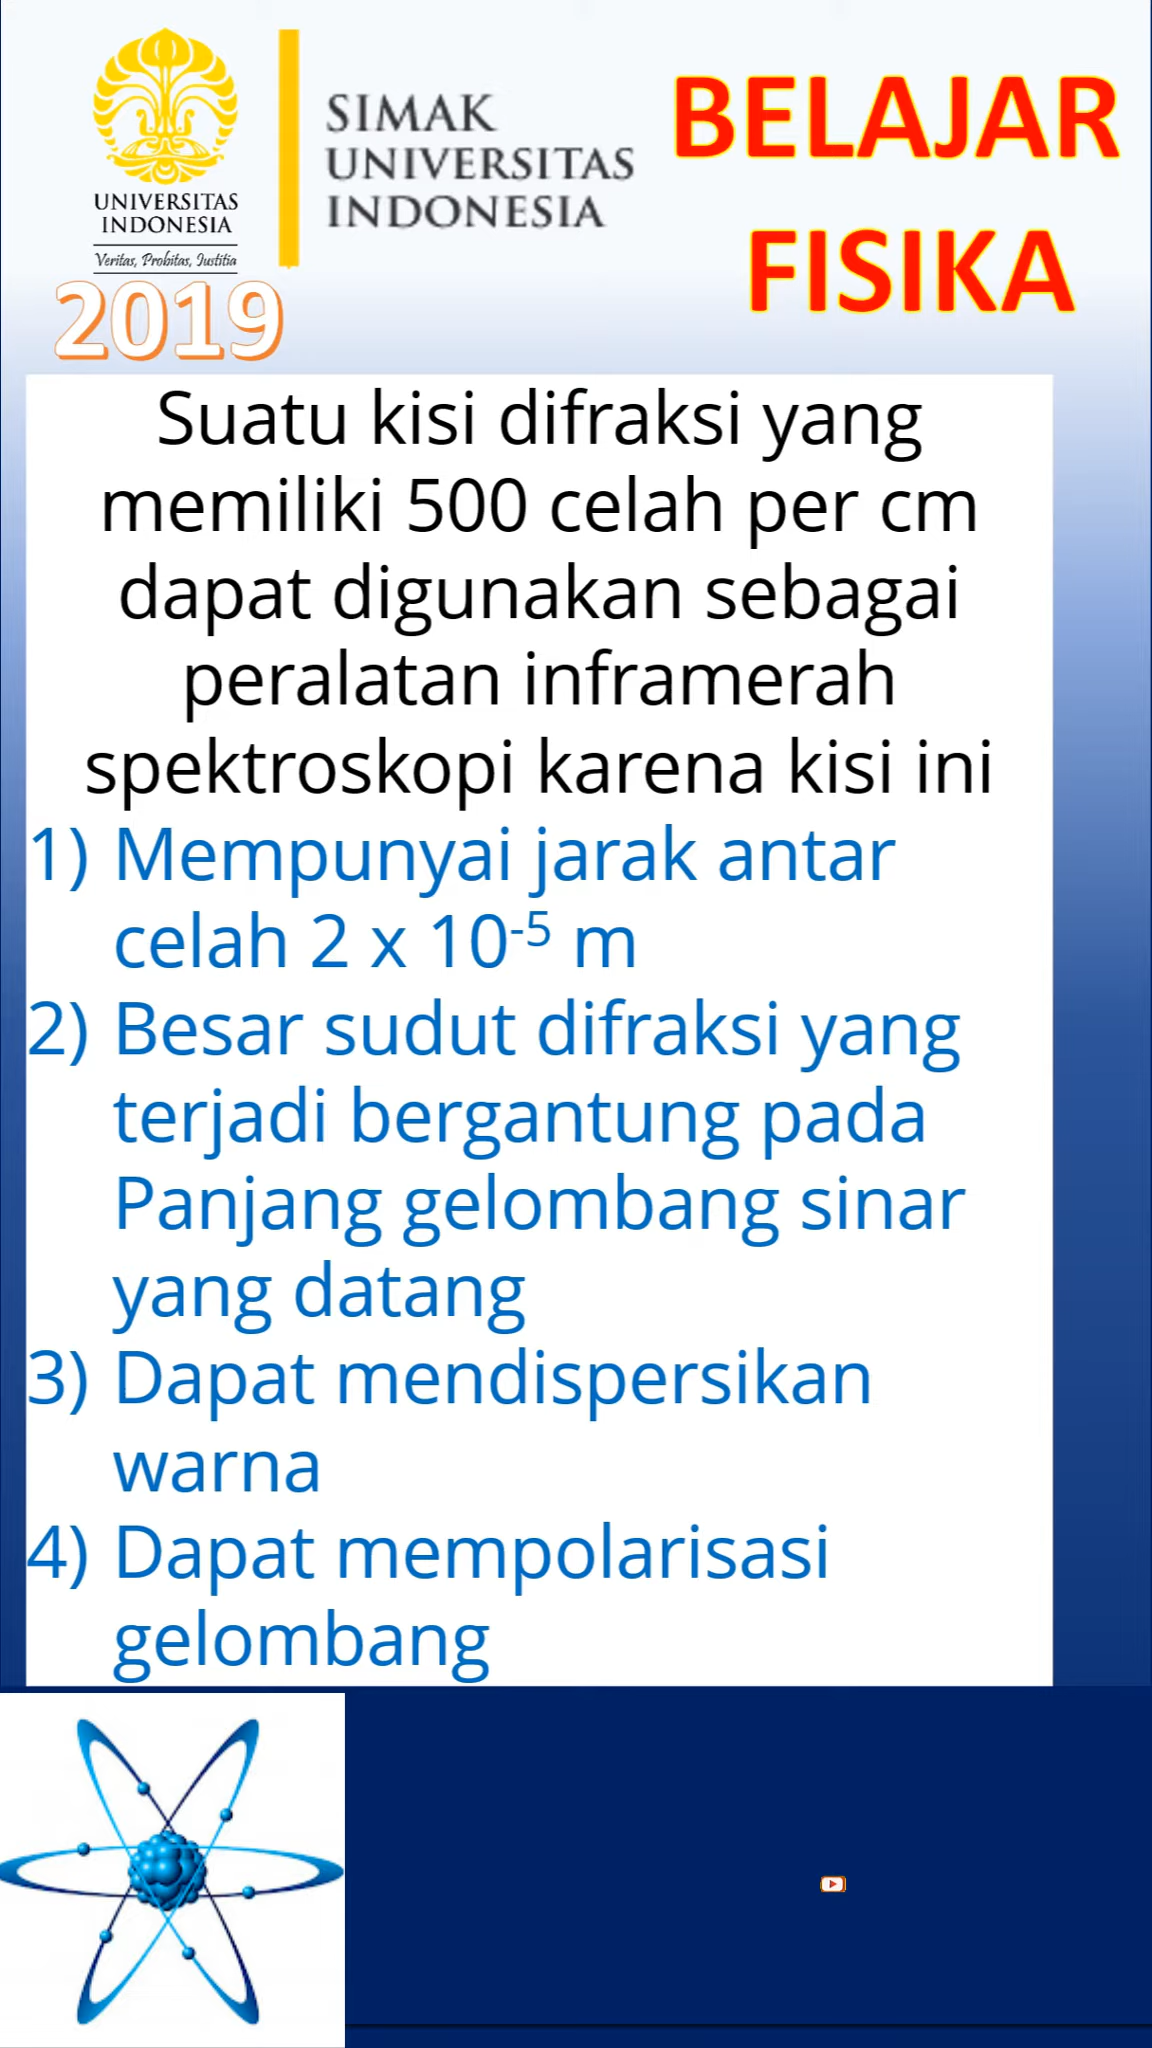 UNIVERSITAS
INDONESIA
Veritas, Probitas, Justitia
SIMAK
UNIVERSITAS
INDONESIA
BELAJAR
FISIKA
2019
Suatu kisi difraksi yang
memiliki 500 celah per cm
dapat digunakan sebagai
peralatan inframerah
spektroskopi karena kisi ini
1) Mempunyai jarak antar
celah 2 x 10⁻⁵ m
2) Besar sudut difraksi yang
terjadi bergantung pada
Panjang gelombang sinar
yang datang
3) Dapat mendispersikan
warna
4) Dapat mempolarisasi
gelombang